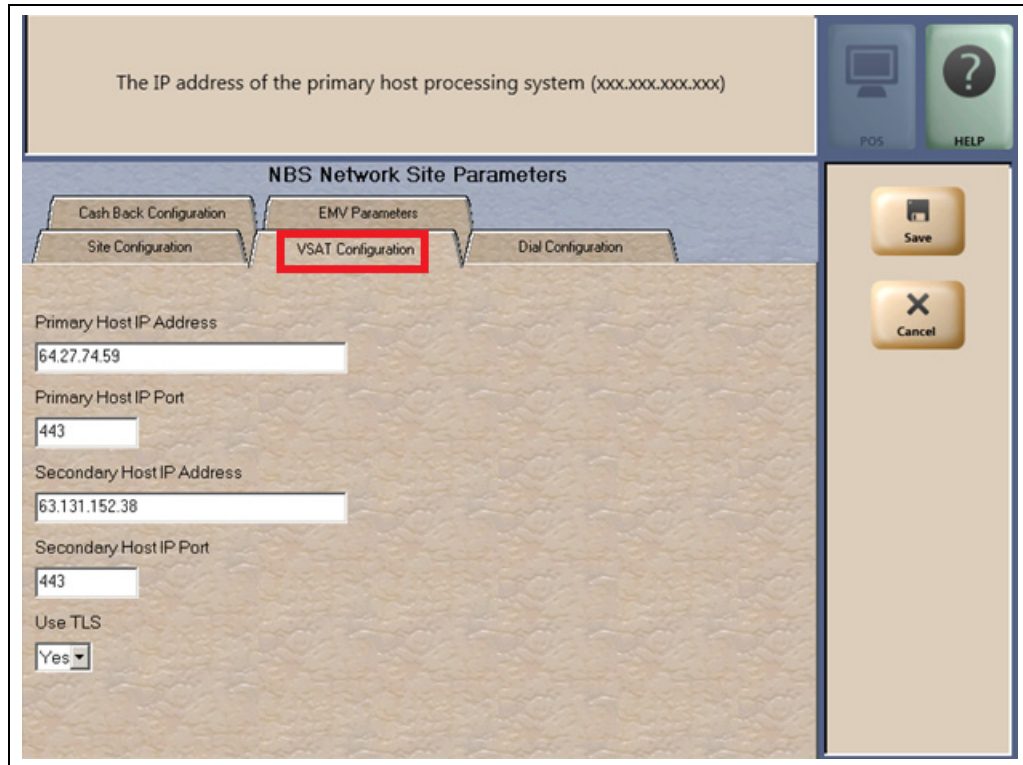 The IP address of the primary host processing system (xxx.xxx.xxx.xxx)
POS
HELP
NBS Network Site Parameters
Cash Back Configuration
EMV Parameters
Site Configuration
VSAT Configuration
Dial Configuration
Save
Cancel
Primary Host IP Address
64.27.74.59
Primary Host IP Port
443
Secondary Host IP Address
63.131.152.38
Secondary Host IP Port
443
Use TLS
Yes